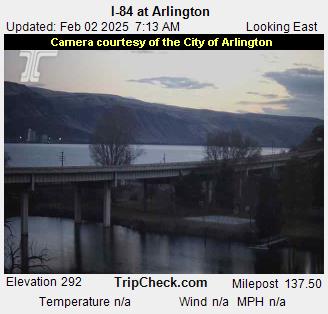 I-84 at Arlington
Updated: Feb 02 2025 7:13 AM Looking East
Camera courtesy of the City of Arlington
Elevation 292 TripCheck.com Milepost 137.50
Temperature n/a Wind n/a MPH n/a